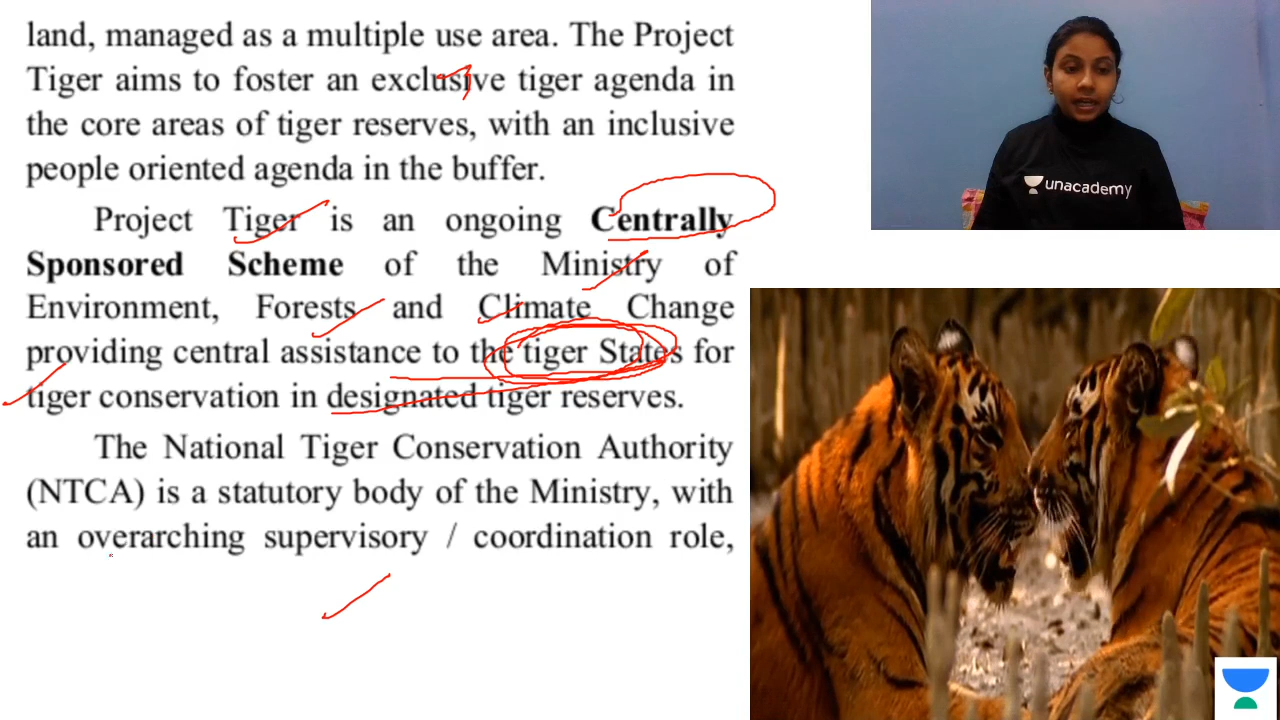 land, managed as a multiple use area. The Project
Tiger aims to foster an exclusive tiger agenda in
the core areas of tiger reserves, with an inclusive
people oriented agenda in the buffer.
Project Tiger is an ongoing Centrally
Sponsored Scheme of the Ministry of
Environment, Forests and Climate Change
providing central assistance to the tiger States for
tiger conservation in designated tiger reserves.
The National Tiger Conservation Authority
(NTCA) is a statutory body of the Ministry, with
an overarching supervisory / coordination role,
unacademy